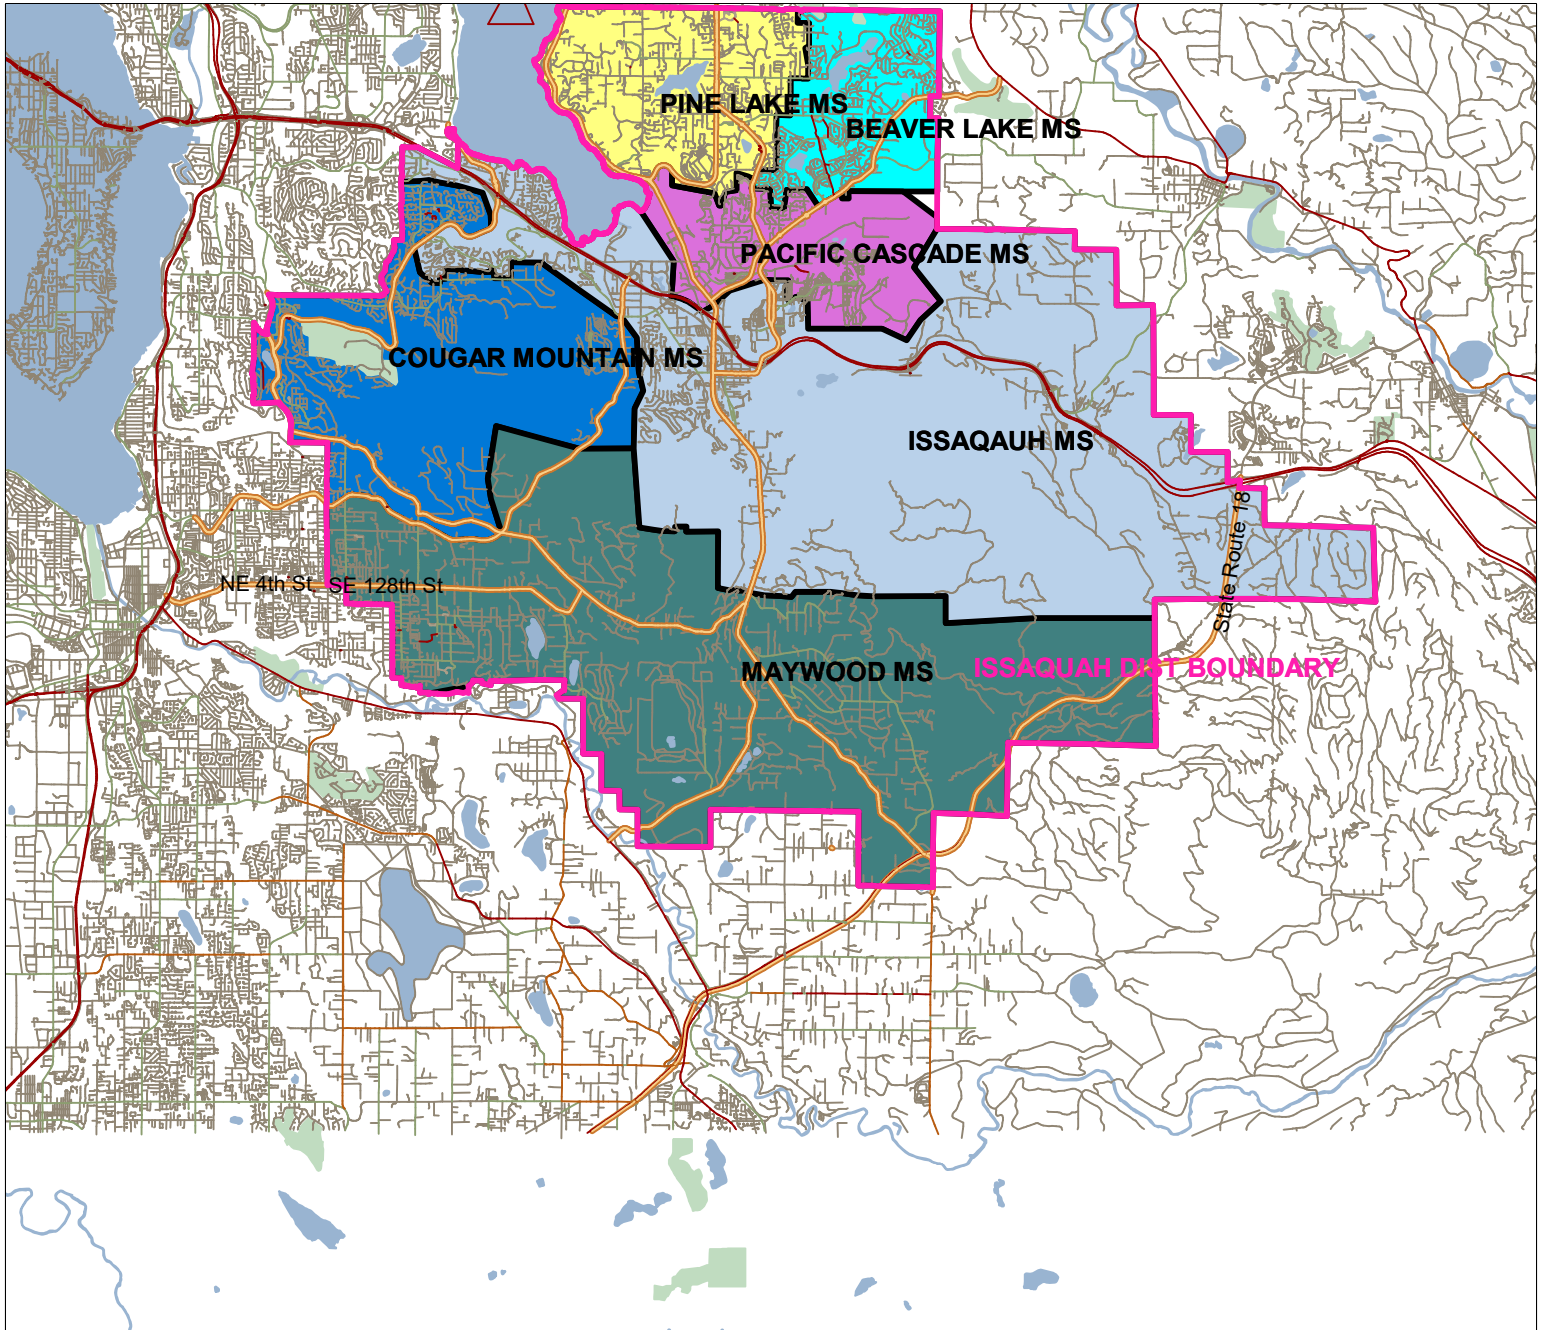 PINE LAKE MS
BEAVER LAKE MS
PACIFIC CASCADE MS
COUGAR MOUNTAIN MS
ISSAQAUH MS
State Route 18
NE 4th St, SE 128th St
MAYWOOD MS
ISSAQUAH DIST BOUNDARY